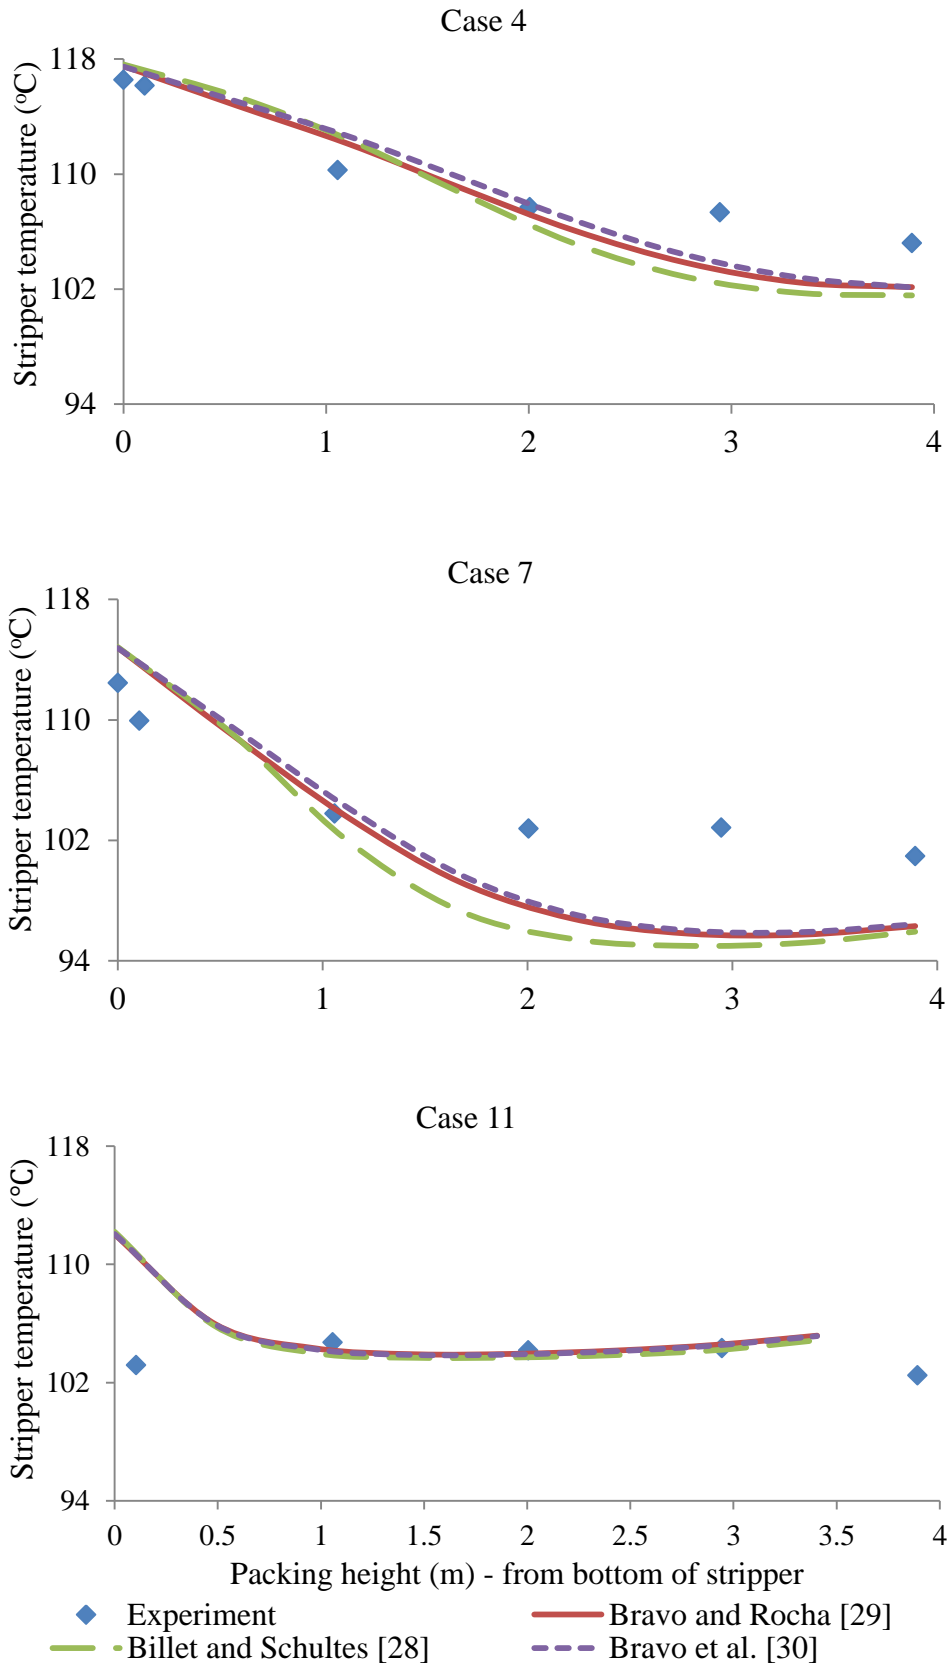 Case 4
Stripper temperature (ºC)
118
110
102
94
0 1 2 3 4
Case 7
Stripper temperature (ºC)
118
110
102
94
0 1 2 3 4
Case 11
Stripper temperature (°C)
118
110
102
94
0 0.5 1 1.5 2 2.5 3 3.5 4
Packing height (m) - from bottom of stripper
Experiment Bravo and Rocha [29]
Billet and Schultes [28] Bravo et al. [30]